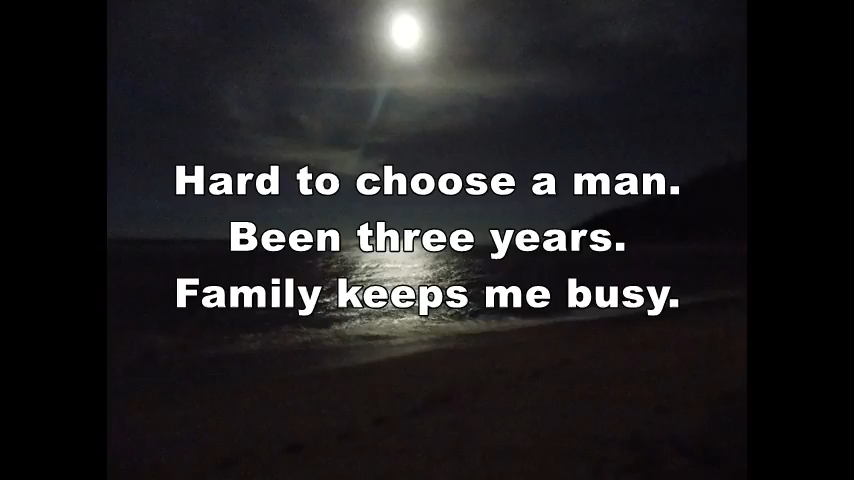 Hard to choose a man.
Been three years.
Family keeps me busy.